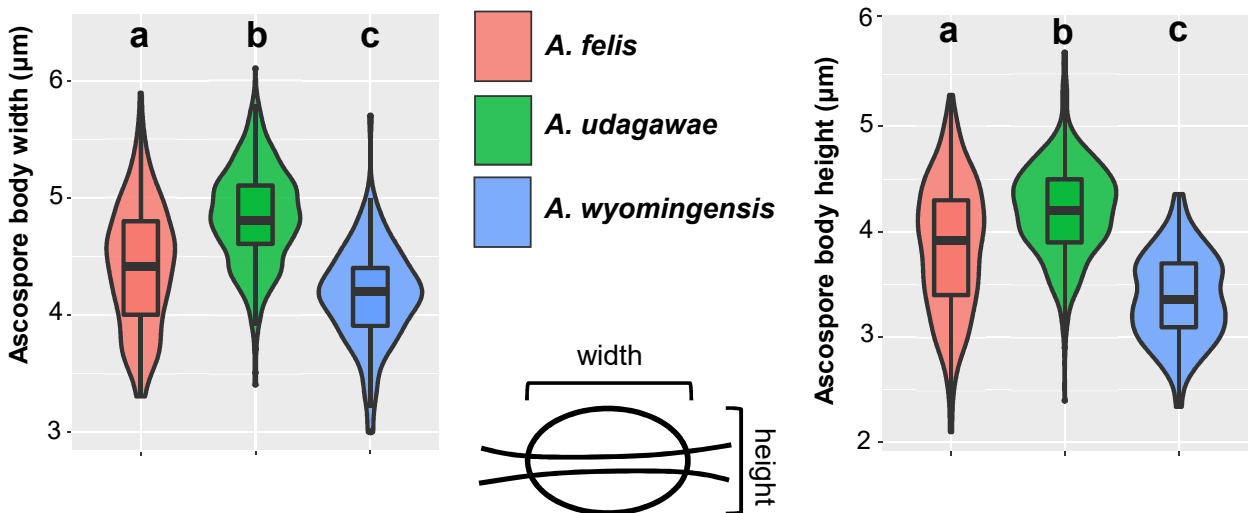 Ascospore body width (µm)
a b c
6
5
4
3
A. felis
A. udagawae
A. wyomingensis
width
height
Ascospore body height (µm)
a b c
6
5
4
3
2